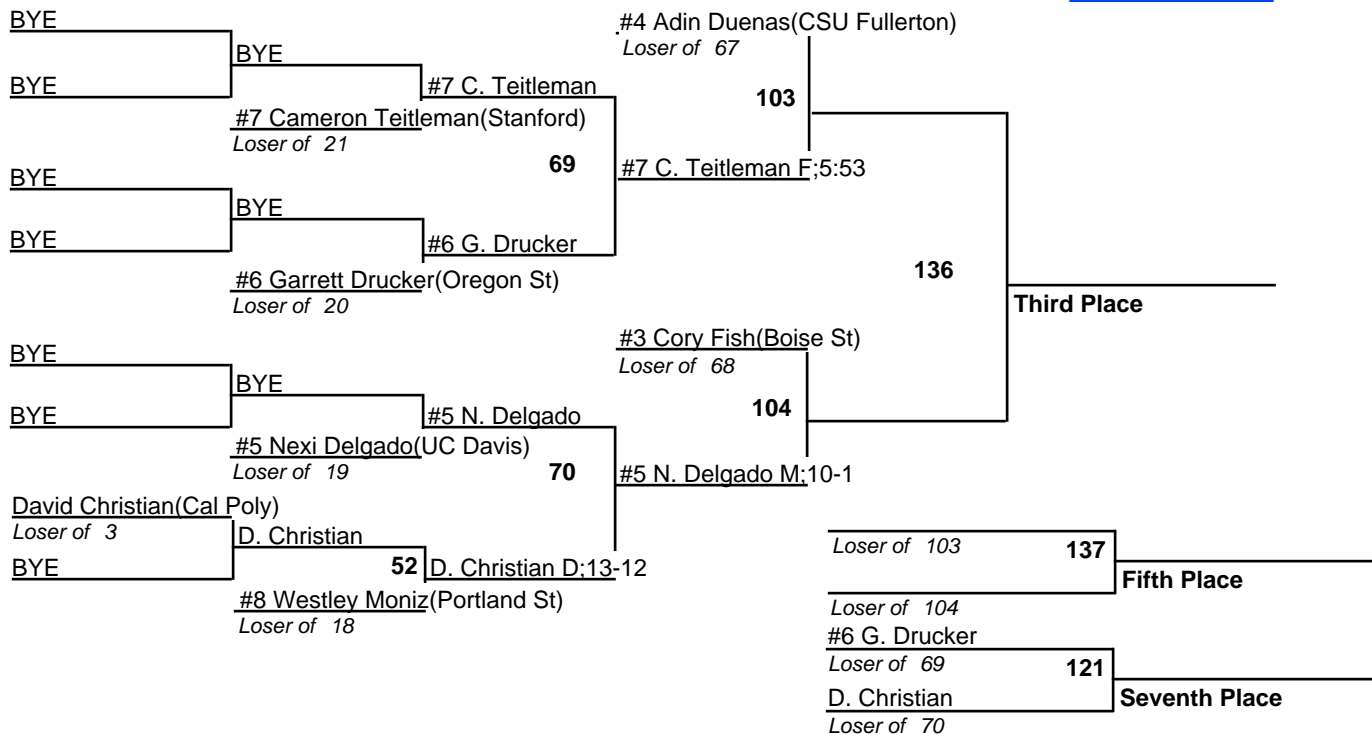 BYE
#4 Adin Duenas(CSU Fullerton)
Loser of 67
BYE
BYE
#7 C. Teitleman
103
#7 Cameron Teitleman(Stanford)
Loser of 21
69
#7 C. Teitleman F;5:53
BYE
BYE
BYE
#6 G. Drucker
136
#6 Garrett Drucker(Oregon St)
Loser of 20
Third Place
#3 Cory Fish(Boise St)
Loser of 68
BYE
BYE
BYE
#5 N. Delgado
104
#5 Nexi Delgado(UC Davis)
Loser of 19
70
#5 N. Delgado M;10-1
David Christian(Cal Poly)
Loser of 3
D. Christian
BYE
52
D. Christian D;13-12
#8 Westley Moniz(Portland St)
Loser of 18
Loser of 103
137
Fifth Place
Loser of 104
#6 G. Drucker
Loser of 69
121
D. Christian
Seventh Place
Loser of 70